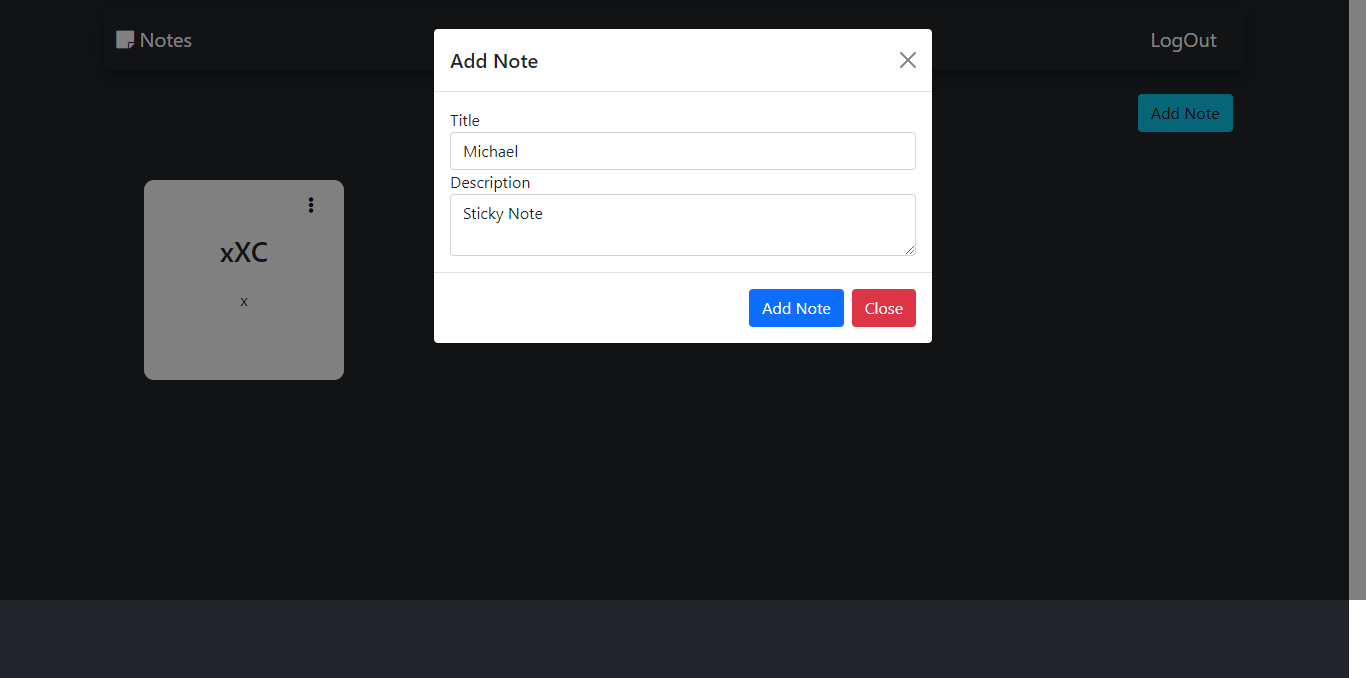 Notes
LogOut
Add Note
Add Note
Title
Michael
Description
Sticky Note
Add Note
Close
xXC
x